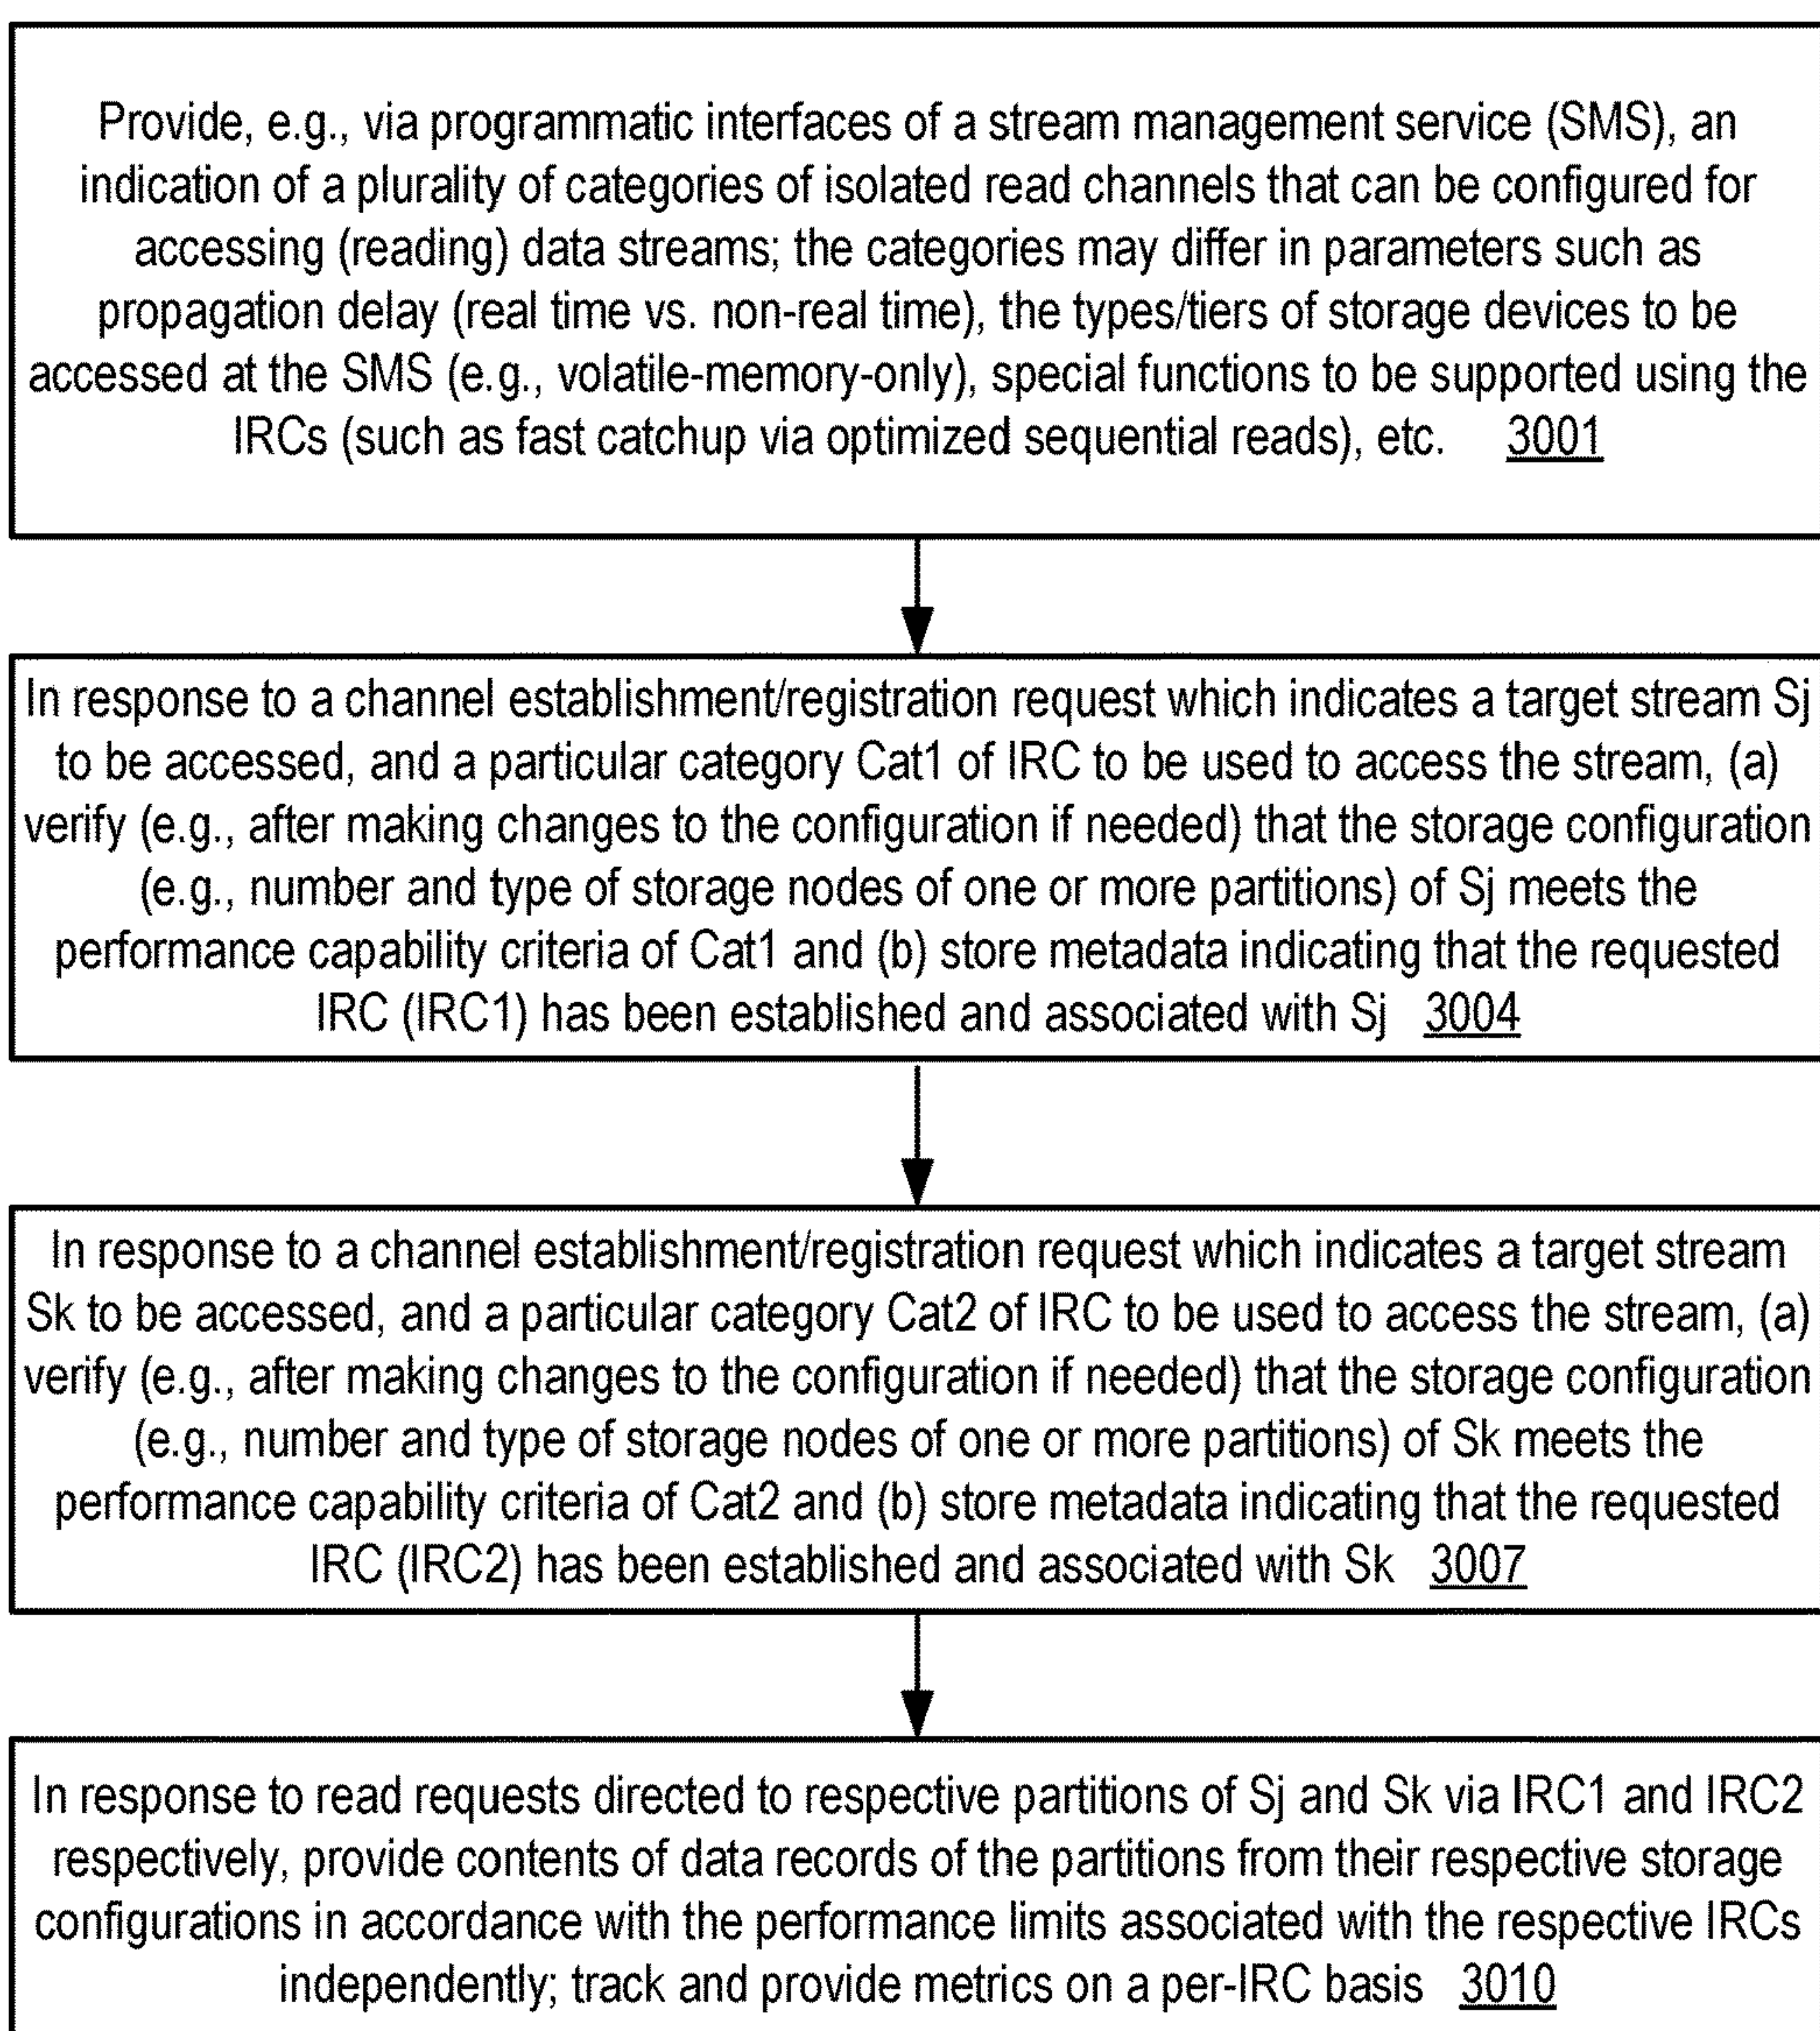 Provide, e.g., via programmatic interfaces of a stream management service (SMS), an
indication of a plurality of categories of isolated read channels that can be configured for
accessing (reading) data streams; the categories may differ in parameters such as
propagation delay (real time vs. non-real time), the types/tiers of storage devices to be
accessed at the SMS (e.g., volatile-memory-only), special functions to be supported using the
IRCs (such as fast catchup via optimized sequential reads), etc. 3001
In response to a channel establishment/registration request which indicates a target stream Sj
to be accessed, and a particular category Cat1 of IRC to be used to access the stream, (a)
verify (e.g., after making changes to the configuration if needed) that the storage configuration
(e.g., number and type of storage nodes of one or more partitions) of Sj meets the
performance capability criteria of Cat1 and (b) store metadata indicating that the requested
IRC (IRC1) has been established and associated with Sj 3004
In response to a channel establishment/registration request which indicates a target stream
Sk to be accessed, and a particular category Cat2 of IRC to be used to access the stream, (a)
verify (e.g., after making changes to the configuration if needed) that the storage configuration
(e.g., number and type of storage nodes of one or more partitions) of Sk meets the
performance capability criteria of Cat2 and (b) store metadata indicating that the requested
IRC (IRC2) has been established and associated with Sk 3007
In response to read requests directed to respective partitions of Sj and Sk via IRC1 and IRC2
respectively, provide contents of data records of the partitions from their respective storage
configurations in accordance with the performance limits associated with the respective IRCs
independently; track and provide metrics on a per-IRC basis 3010